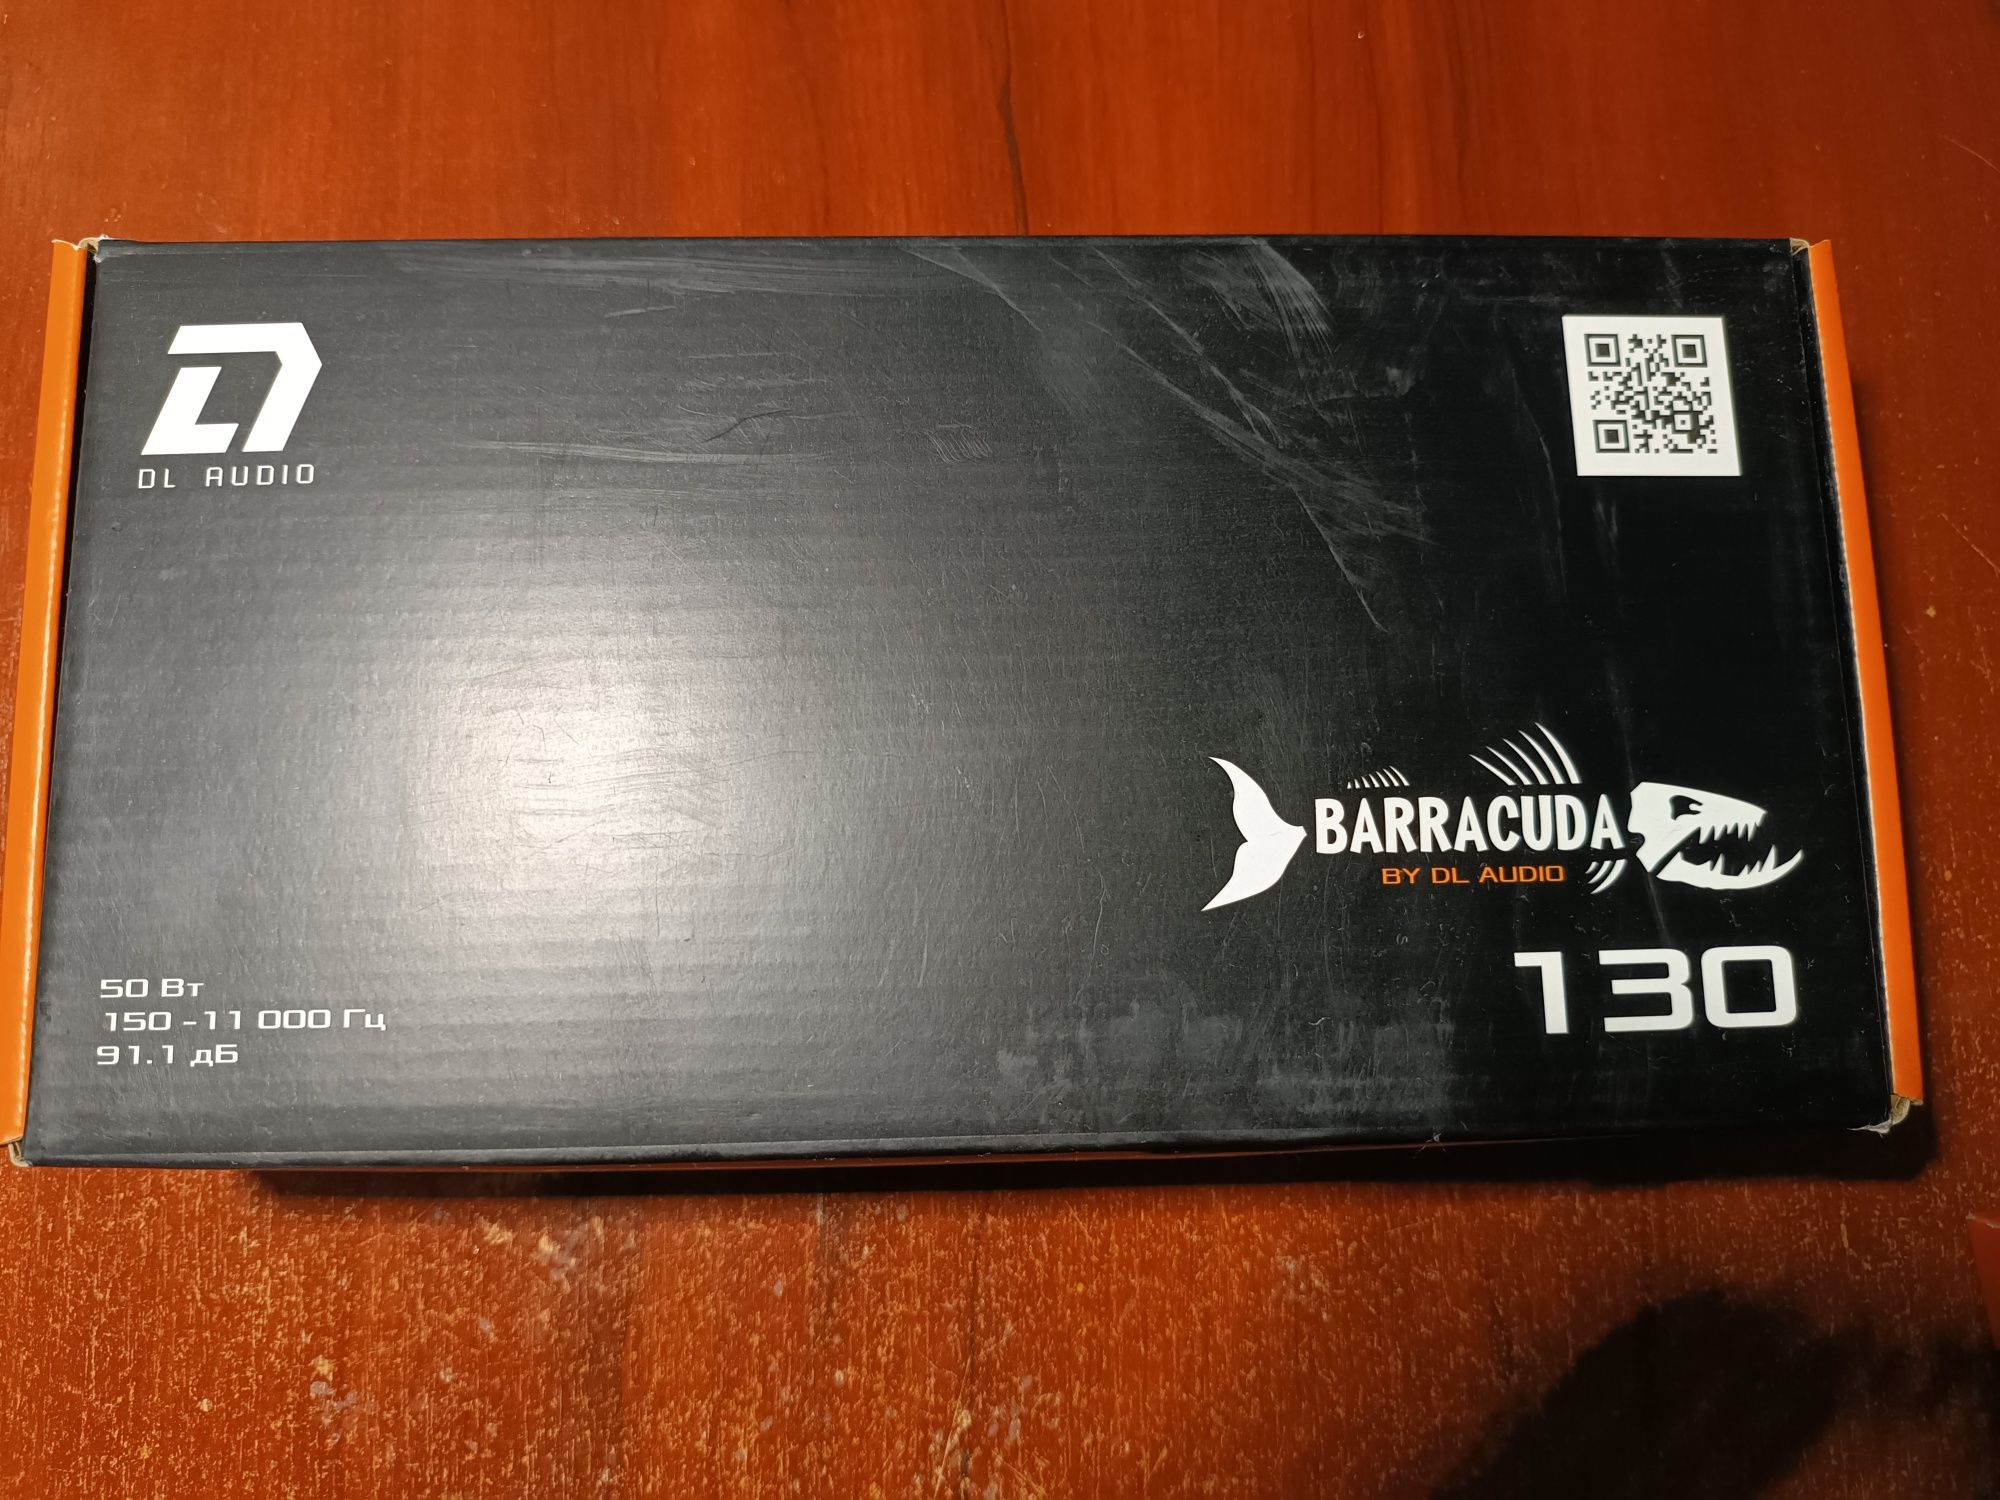 DL AUDIO
BARRACUDA
BY DL AUDIO
130
50 Вт
150 - 11 000 Гц
91.1 дБ